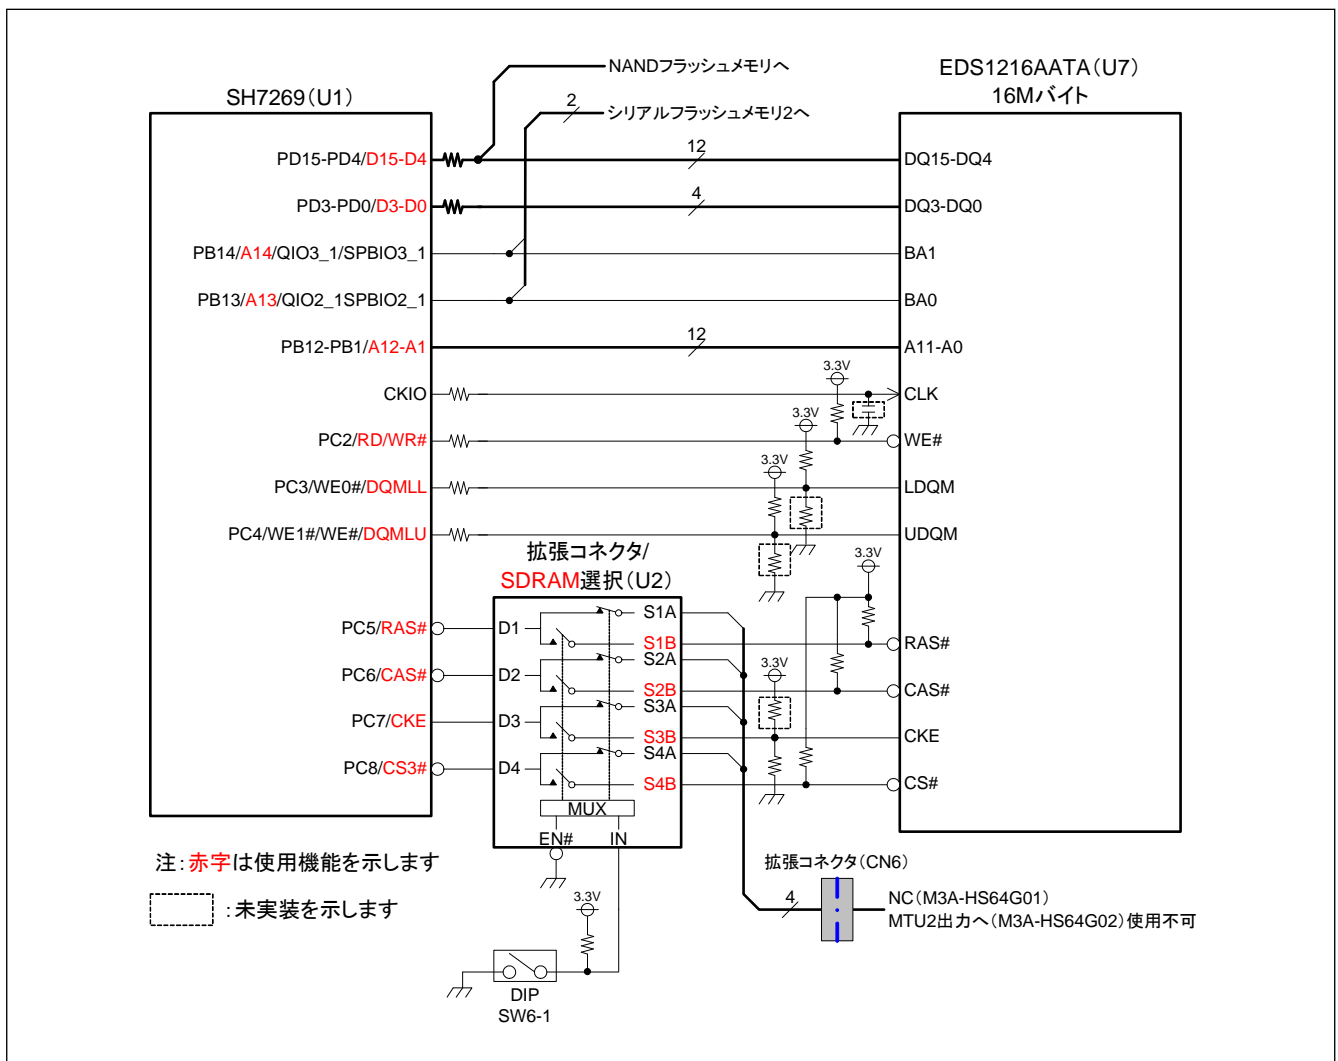 NANDフラッシュメモリへ
EDS1216AATA(U7)
16Mバイト
SH7269(U1)
2
シリアルフラッシュメモリ2へ
PD15-PD4/D15-D4
12
DQ15-DQ4
PD3-PD0/D3-D0
4
DQ3-DQ0
PB14/A14/QIO3_1/SPBIO3_1
BA1
PB13/A13/QIO2_1SPBIO2_1
BA0
PB12-PB1/A12-A1
12
A11-A0
3.3V
CKIO
CLK
3.3V
PC2/RD/WR#
WE#
3.3V
PC3/WE0#/DQMLL
LDQM
PC4/WE1#/WE#/DQMLU
UDQM
拡張コネクタ/
SDRAM選択(U2)
3.3V
S1A
PC5/RAS#
D1
S1B
RAS#
S2A
3.3V
PC6/CAS#
D2
S2B
CAS#
S3A
PC7/CKE
D3
S3B
CKE
S4A
PC8/CS3#
D4
S4B
CS#
MUX
EN#
IN
注:赤字は使用機能を示します
:未実装を示します
拡張コネクタ(CN6)
3.3V
4
NC(M3A-HS64G01)
MTU2出力へ(M3A-HS64G02)使用不可
DIP
SW6-1